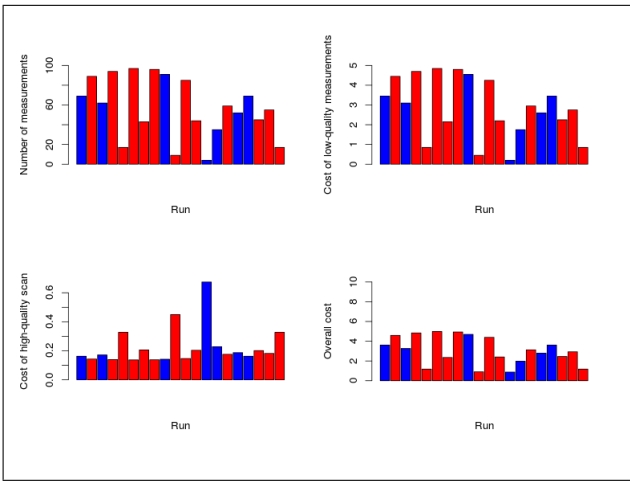 Number of measurements
100
60
20
0
Run
Cost of low-quality measurements
5
4
3
2
1
0
Run
Cost of high-quality scan
0.6
0.4
0.2
0.0
Run
Overall cost
10
8
6
4
2
0
Run